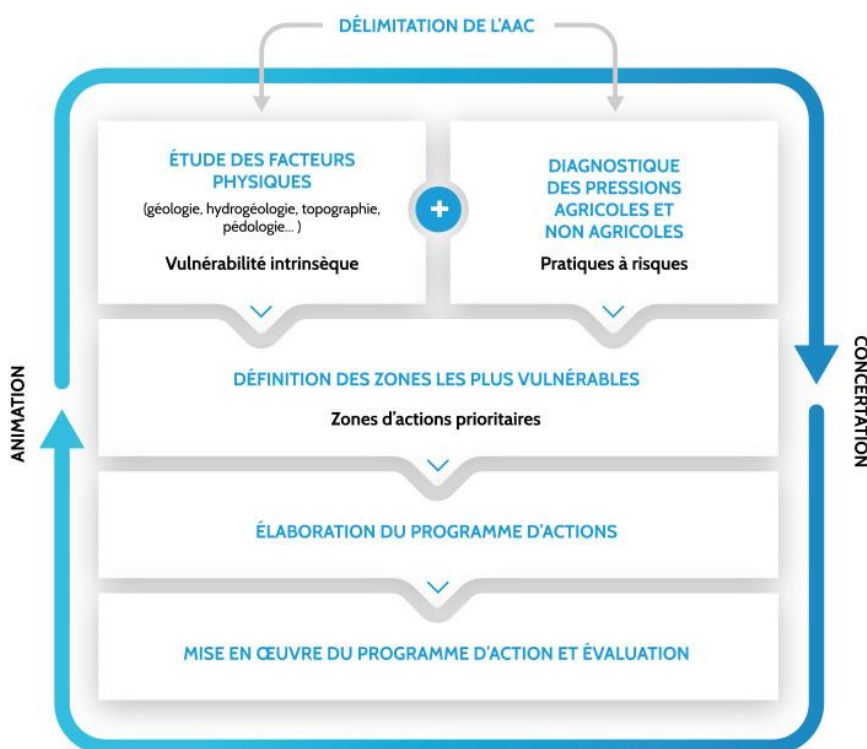 DÉLIMITATION DE L'AAC
ÉTUDE DES FACTEURS
PHYSIQUES
(géologie, hydrogéologie, topographie,
pédologie... )
Vulnérabilité intrinsèque
+
DIAGNOSTIQUE
DES PRESSIONS
AGRICOLES ET
NON AGRICOLES
Pratiques à risques
DÉFINITION DES ZONES LES PLUS VULNÉRABLES
Zones d'actions prioritaires
ANIMATION
CONCERTATION
ÉLABORATION DU PROGRAMME D'ACTIONS
MISE EN ŒUVRE DU PROGRAMME D'ACTION ET ÉVALUATION